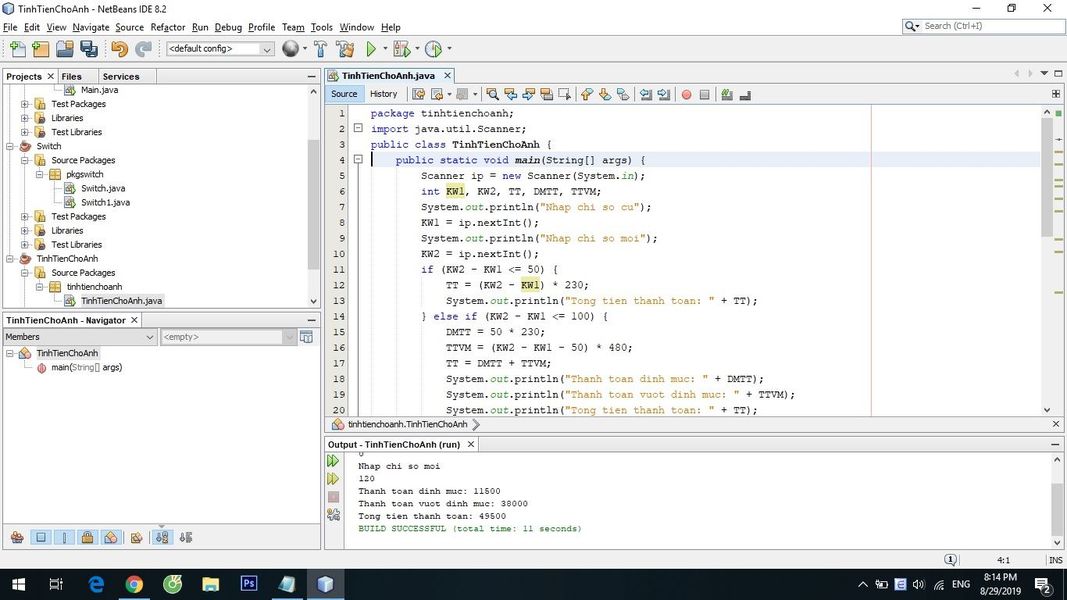 TinhTienChoAnh - NetBeans IDE 8.2
File Edit View Navigate Source Refactor Run Debug Profile Team Tools Window Help
Search (Ctrl+I)
<default config>
Projects Files Services
Main.java
Test Packages
Libraries
Test Libraries
Switch
Source Packages
pkgswitch
Switch.java
Switch1.java
Test Packages
Libraries
Test Libraries
TinhTienChoAnh
Source Packages
tinhtienchoanh
TinhTienChoAnh.java
TinhTienChoAnh - Navigator
Members <empty>
TinhTienChoAnh
main(String[] args)
TinhTienChoAnh.java
Source History
1 package tinhtienchoanh;
2 import java.util.Scanner;
3 public class TinhTienChoAnh {
4 public static void main(String[] args) {
5 Scanner ip = new Scanner(System.in);
6 int KW1, KW2, TT, DMTT, TTVM;
7 System.out.println("Nhap chi so cu");
8 KW1 = ip.nextInt();
9 System.out.println("Nhap chi so moi");
10 KW2 = ip.nextInt();
11 if (KW2 - KW1 <= 50) {
12 TT = (KW2 - KW1) * 230;
13 System.out.println("Tong tien thanh toan: " + TT);
14 } else if (KW2 - KW1 <= 100) {
15 DMTT = 50 * 230;
16 TTVM = (KW2 - KW1 - 50) * 480;
17 TT = DMTT + TTVM;
18 System.out.println("Thanh toan dinh muc: " + DMTT);
19 System.out.println("Thanh toan vuot dinh muc: " + TTVM);
20 System.out.println("Tong tien thanh toan: " + TT);
tinhtienchoanh.TinhTienChoAnh
Output - TinhTienChoAnh (run)
0
Nhap chi so moi
120
Thanh toan dinh muc: 11500
Thanh toan vuot dinh muc: 38000
Tong tien thanh toan: 49500
BUILD SUCCESSFUL (total time: 11 seconds)
1 4:1 INS
Ps
ENG
8:14 PM
8/29/2019
2